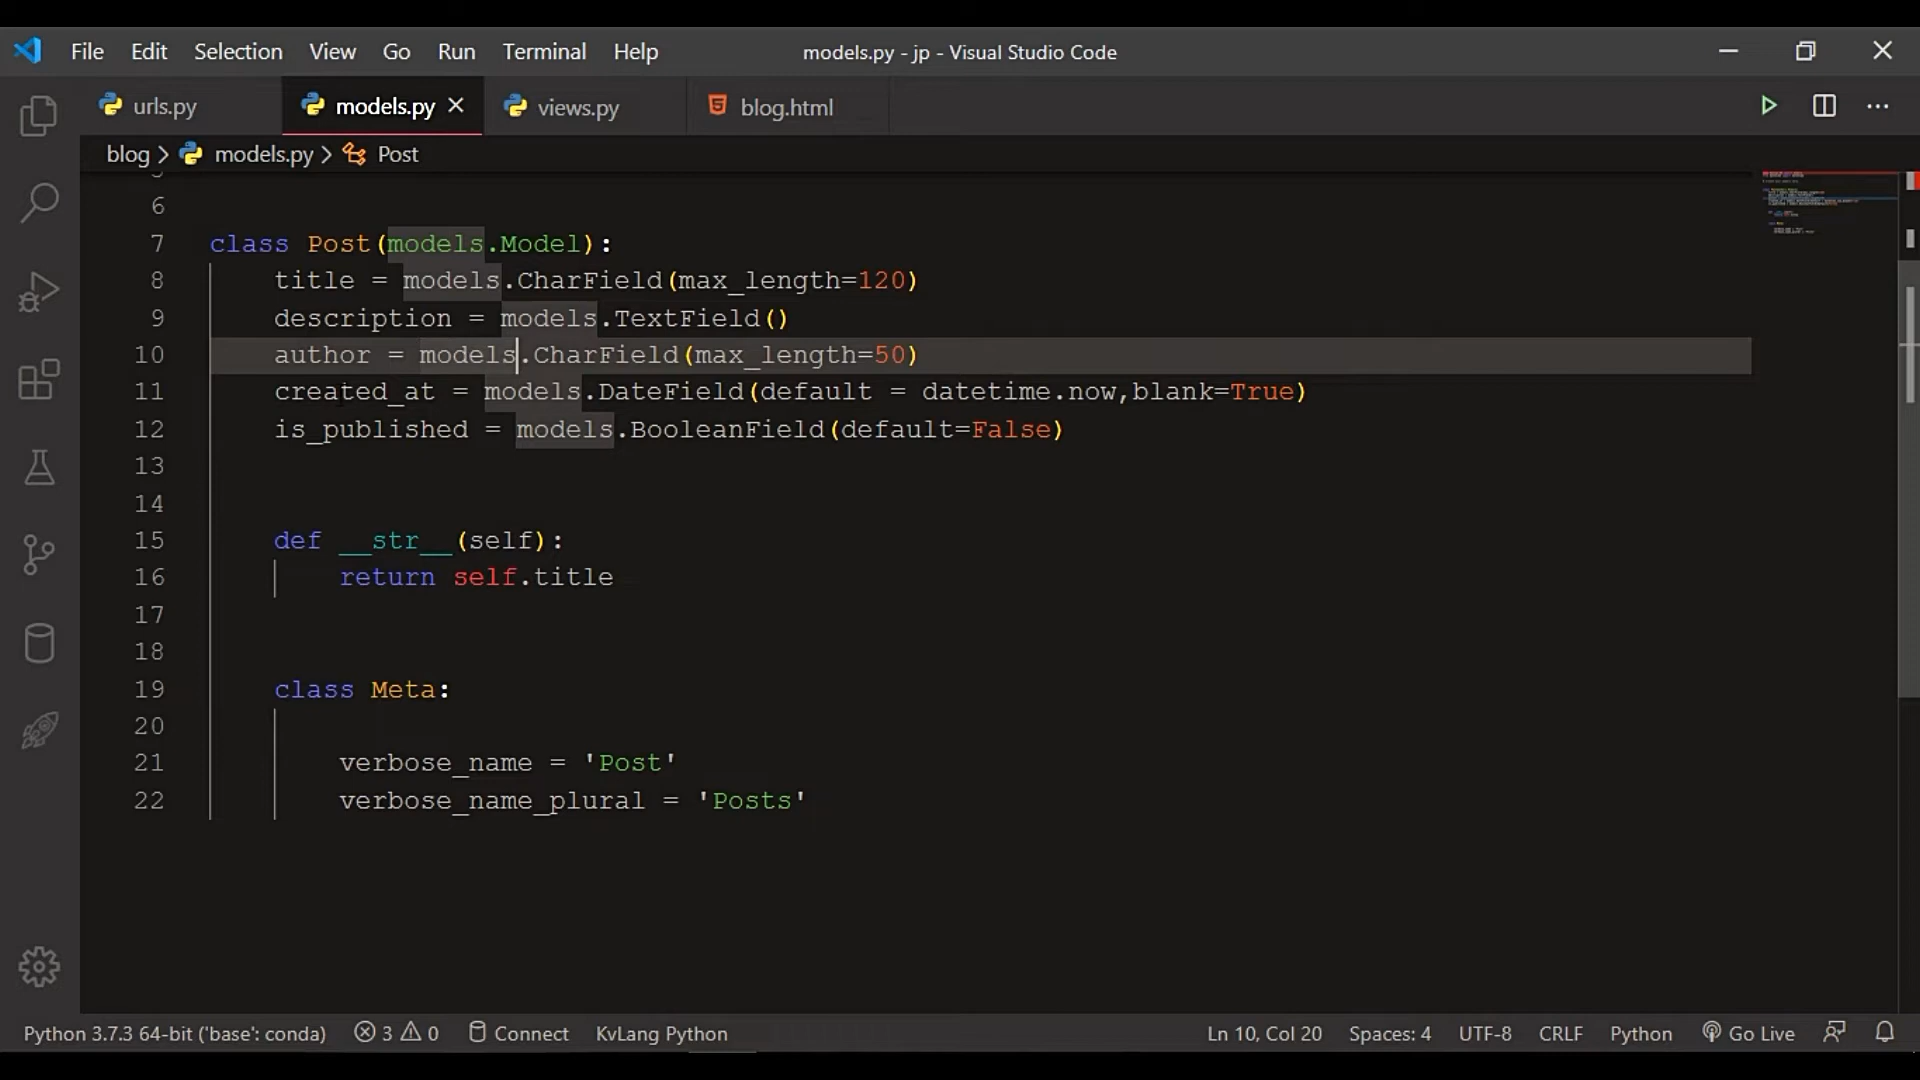 File Edit Selection View Go Run Terminal Help models.py - jp - Visual Studio Code
urls.py models.py views.py blog.html
blog > models.py > Post
6
7 class Post(models.Model):
8 title = models.CharField(max_length=120)
9 description = models.TextField()
10 author = models.CharField(max_length=50)
11 created_at = models.DateField(default = datetime.now,blank=True)
12 is_published = models.BooleanField(default=False)
13
14
15 def __str__(self):
16 return self.title
17
18
19 class Meta:
20
21 verbose_name = 'Post'
22 verbose_name_plural = 'Posts'
Python 3.7.3 64-bit ('base': conda) 3 0 Connect KvLang Python Ln 10, Col 20 Spaces: 4 UTF-8 CRLF Python Go Live